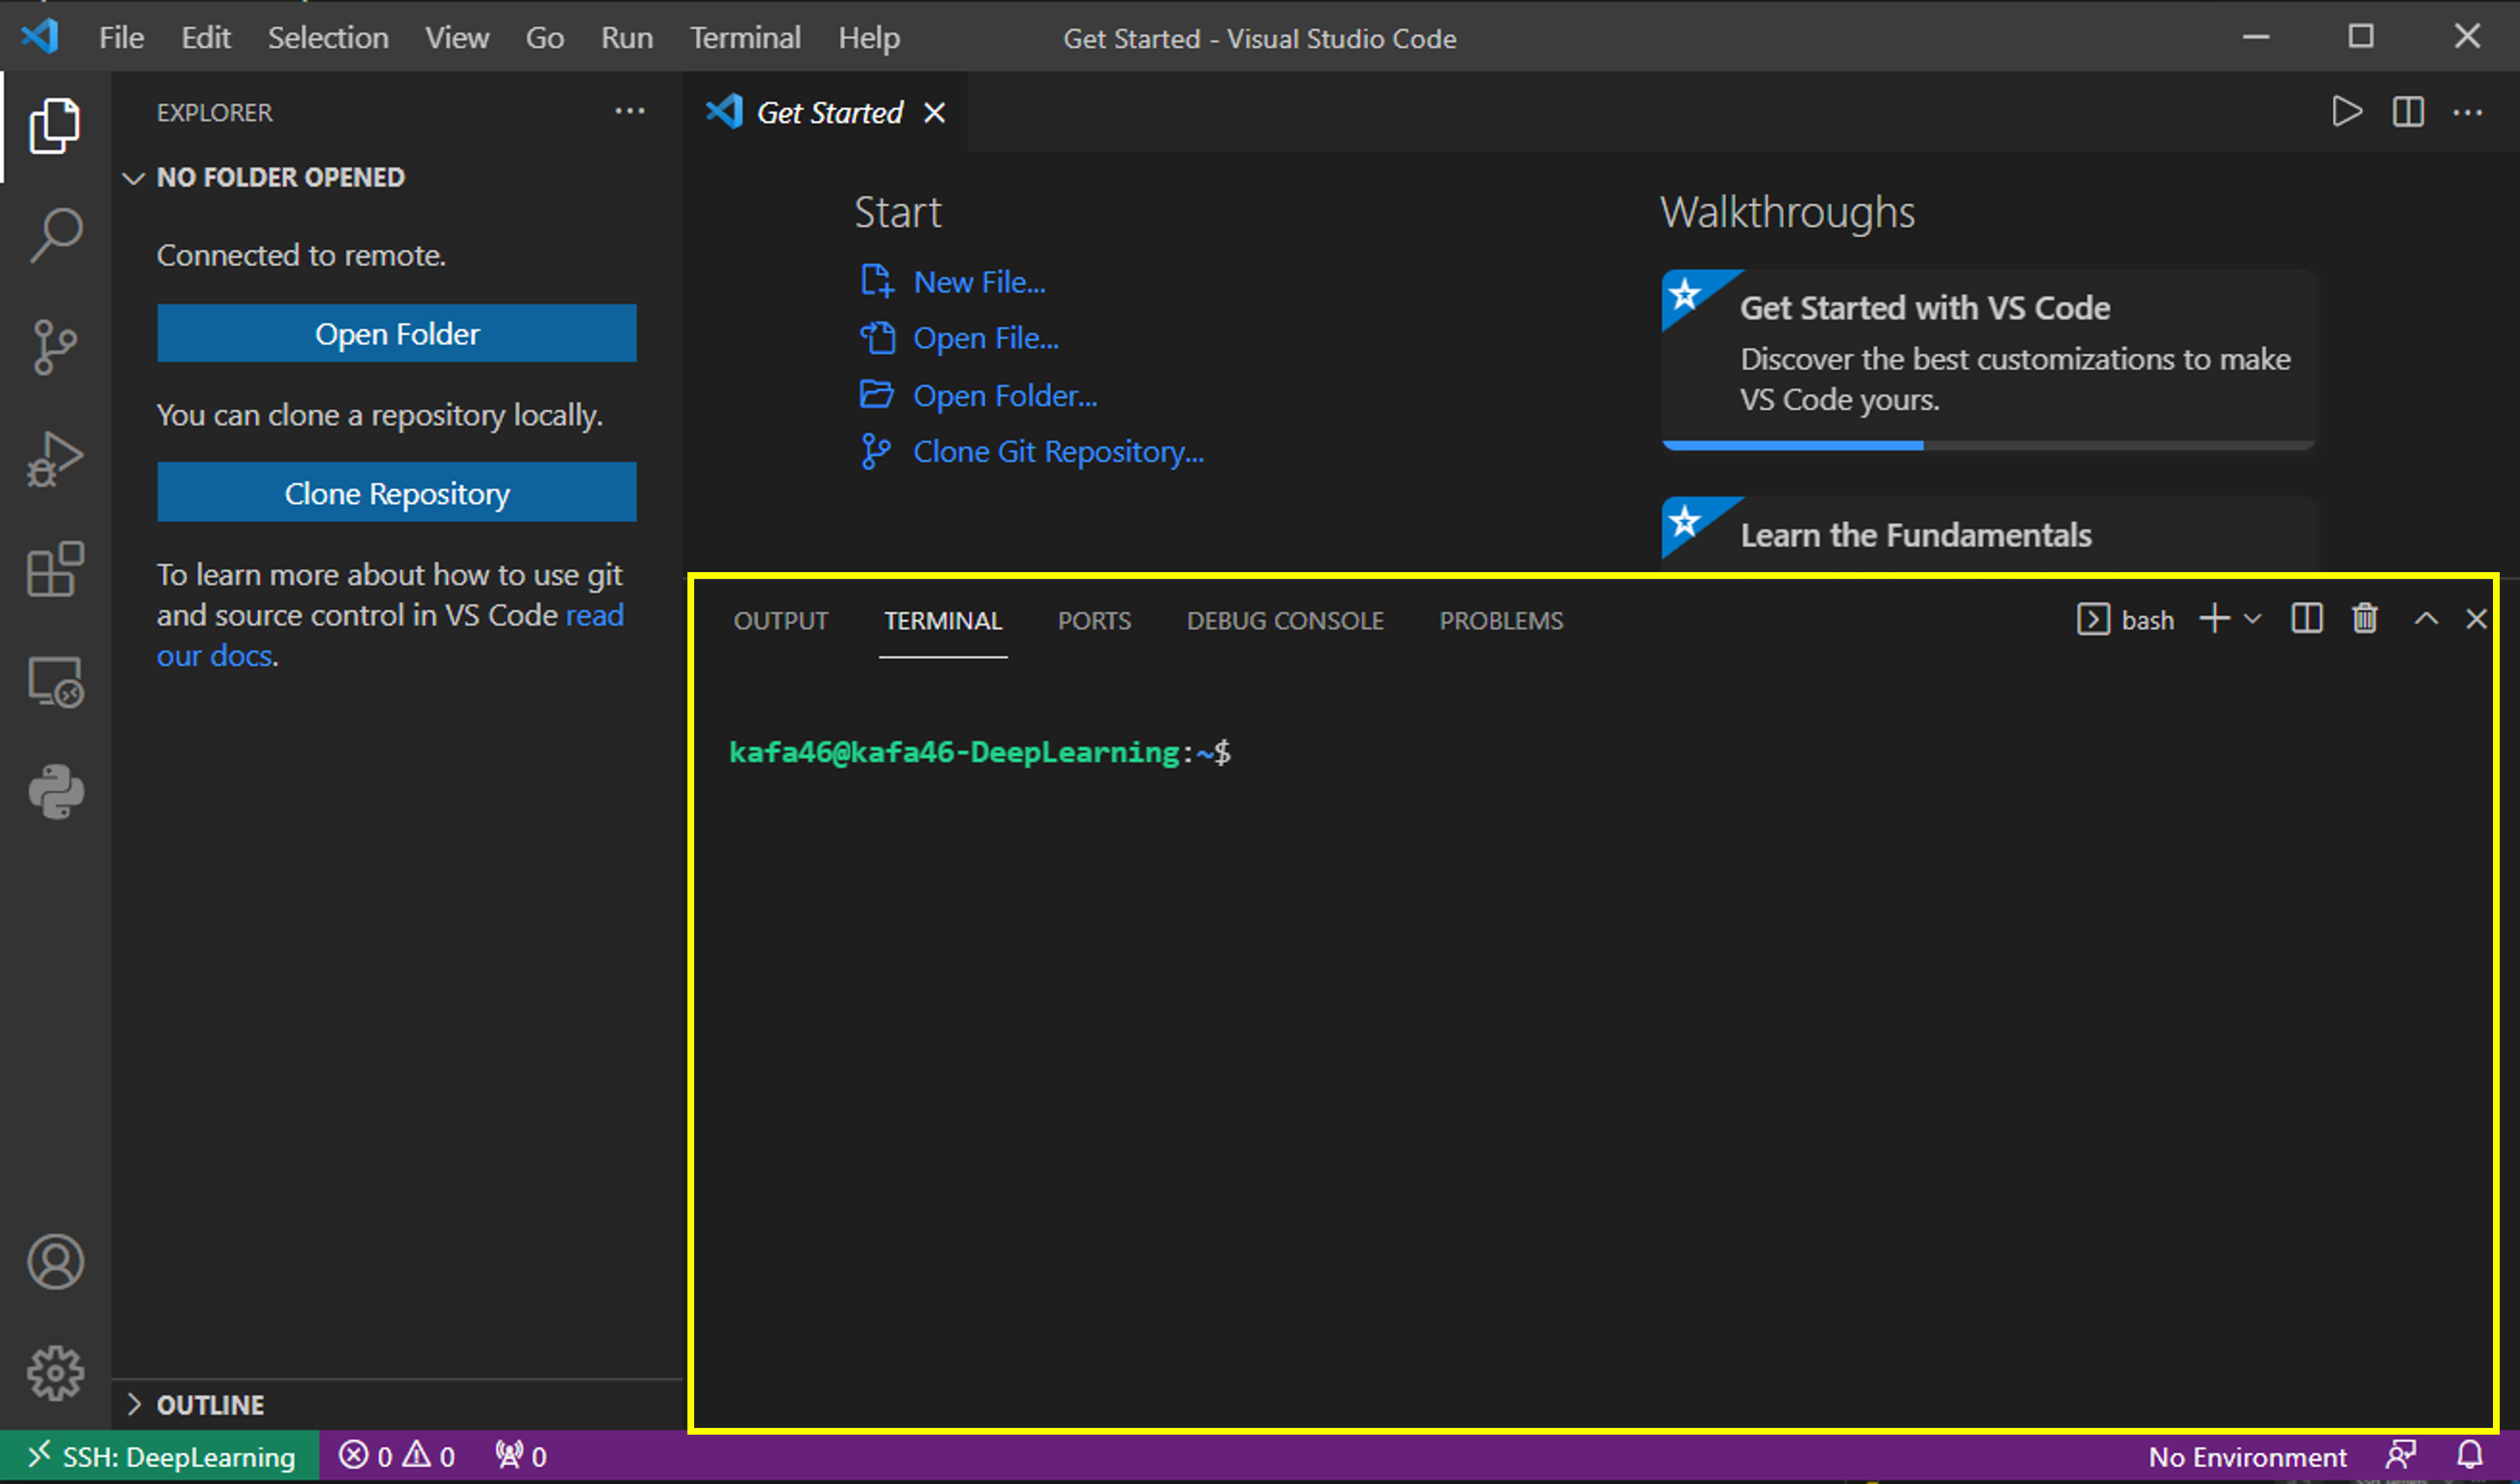 File Edit Selection View Go Run Terminal Help
Get Started - Visual Studio Code
EXPLORER
NO FOLDER OPENED
Connected to remote.
Open Folder
You can clone a repository locally.
Clone Repository
To learn more about how to use git
and source control in VS Code read
our docs.
OUTLINE
Get Started
Start
New File...
Open File...
Open Folder...
Clone Git Repository...
Walkthroughs
Get Started with VS Code
Discover the best customizations to make
VS Code yours.
Learn the Fundamentals
OUTPUT TERMINAL PORTS DEBUG CONSOLE PROBLEMS
bash
kafa46@kafa46-DeepLearning:~$
SSH: DeepLearning 0 0 0
No Environment